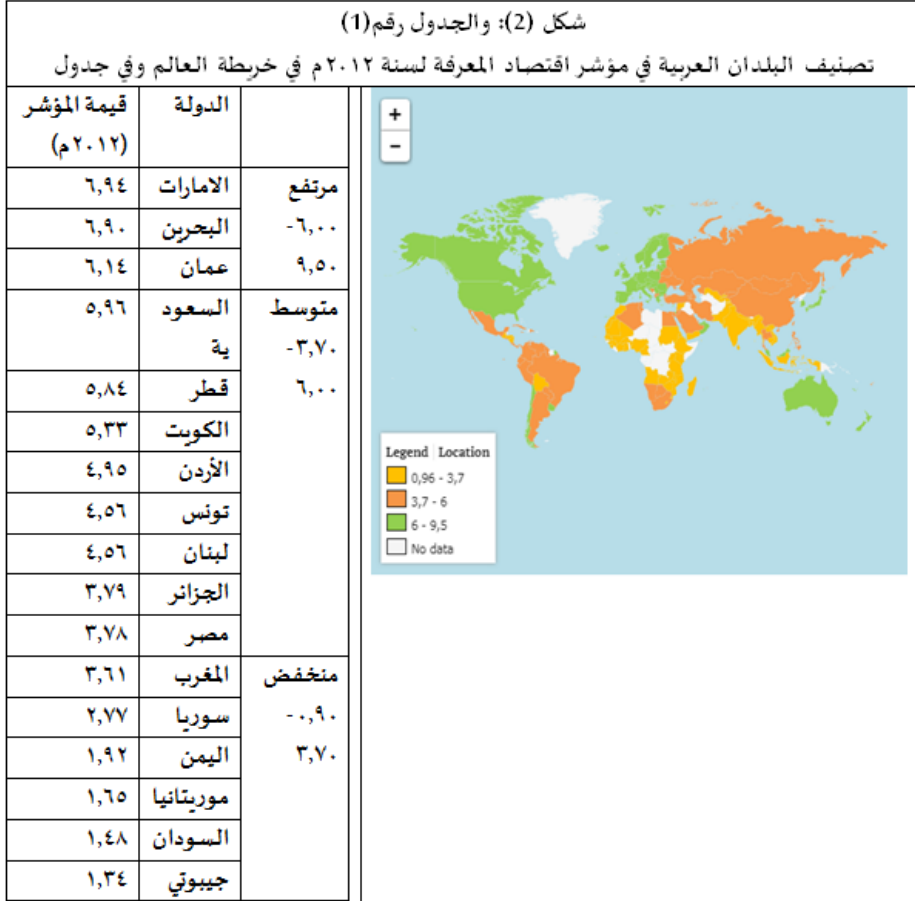 شكل (2): والجدول رقم(1)
تصنيف البلدان العربية في مؤشر اقتصاد المعرفة لسنة ٢٠١٢م في خريطة العالم وفي جدول
الدولة قيمة المؤشر
(٢٠١٢م)
مرتفع الامارات ٦,٩٤
-٦,٠٠ البحرين ٦,٩٠
٩,٥٠ عمان ٦,١٤
متوسط السعود ٥,٩٦
-٣,٧٠ ية
٦,٠٠ قطر ٥,٨٤
الكويت ٥,٣٣
الأردن ٤,٩٥
تونس ٤,٥٦
لبنان ٤,٥٦
الجزائر ٣,٧٩
مصر ٣,٧٨
منخفض المغرب ٣,٦١
-٠,٩٠ سوريا ٢,٧٧
٣,٧٠ اليمن ١,٩٢
موريتانيا ١,٦٥
السودان ١,٤٨
جيبوتي ١,٣٤
+
−
Legend Location
0,96 - 3,7
3,7 - 6
6 - 9,5
No data